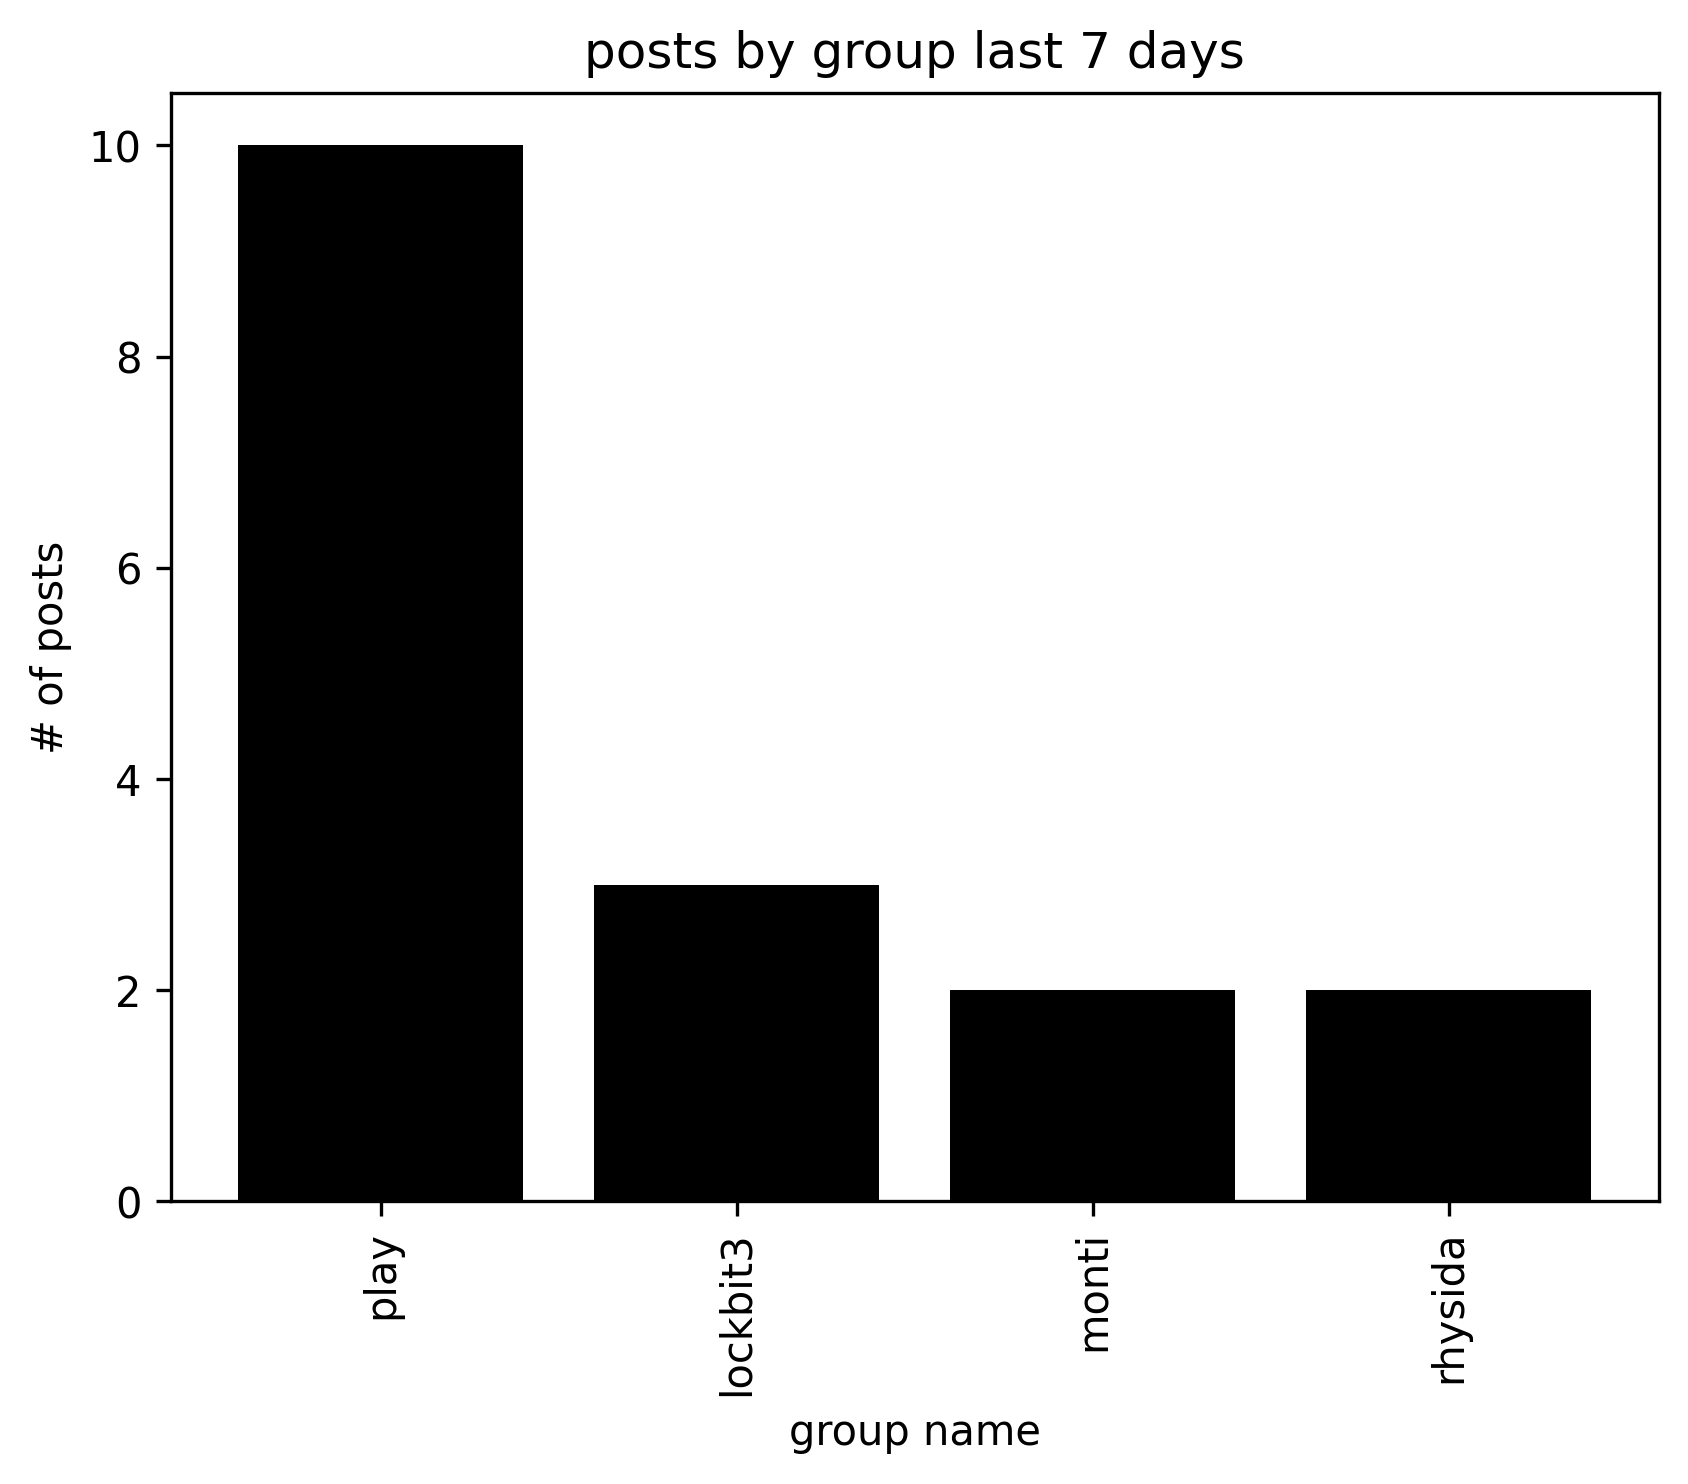 posts by group last 7 days
10
8
6
4
2
0
# of posts
play
lockbit3
monti
rhysida
group name